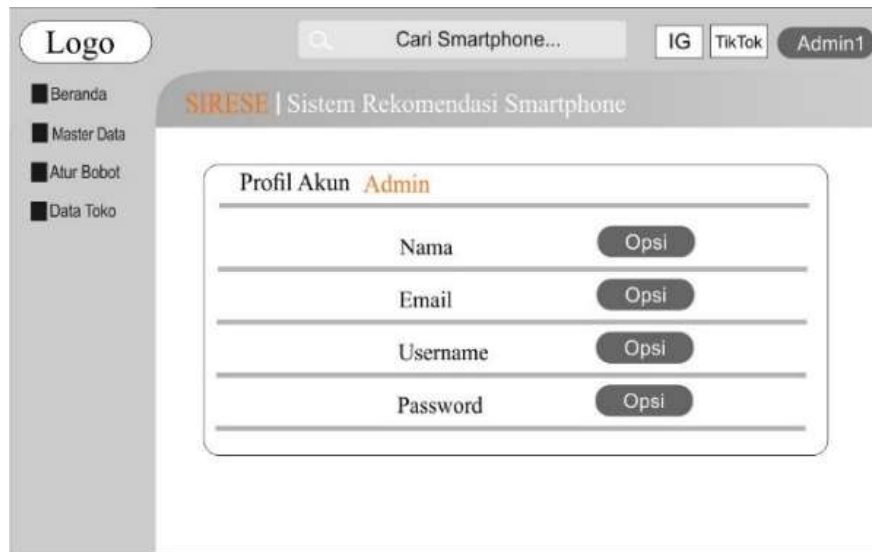 Logo
Cari Smartphone...
IG
TikTok
Admin1
Beranda
Master Data
Atur Bobot
Data Toko
SIRESE | Sistem Rekomendasi Smartphone
Profil Akun Admin
Nama Opsi
Email Opsi
Username Opsi
Password Opsi